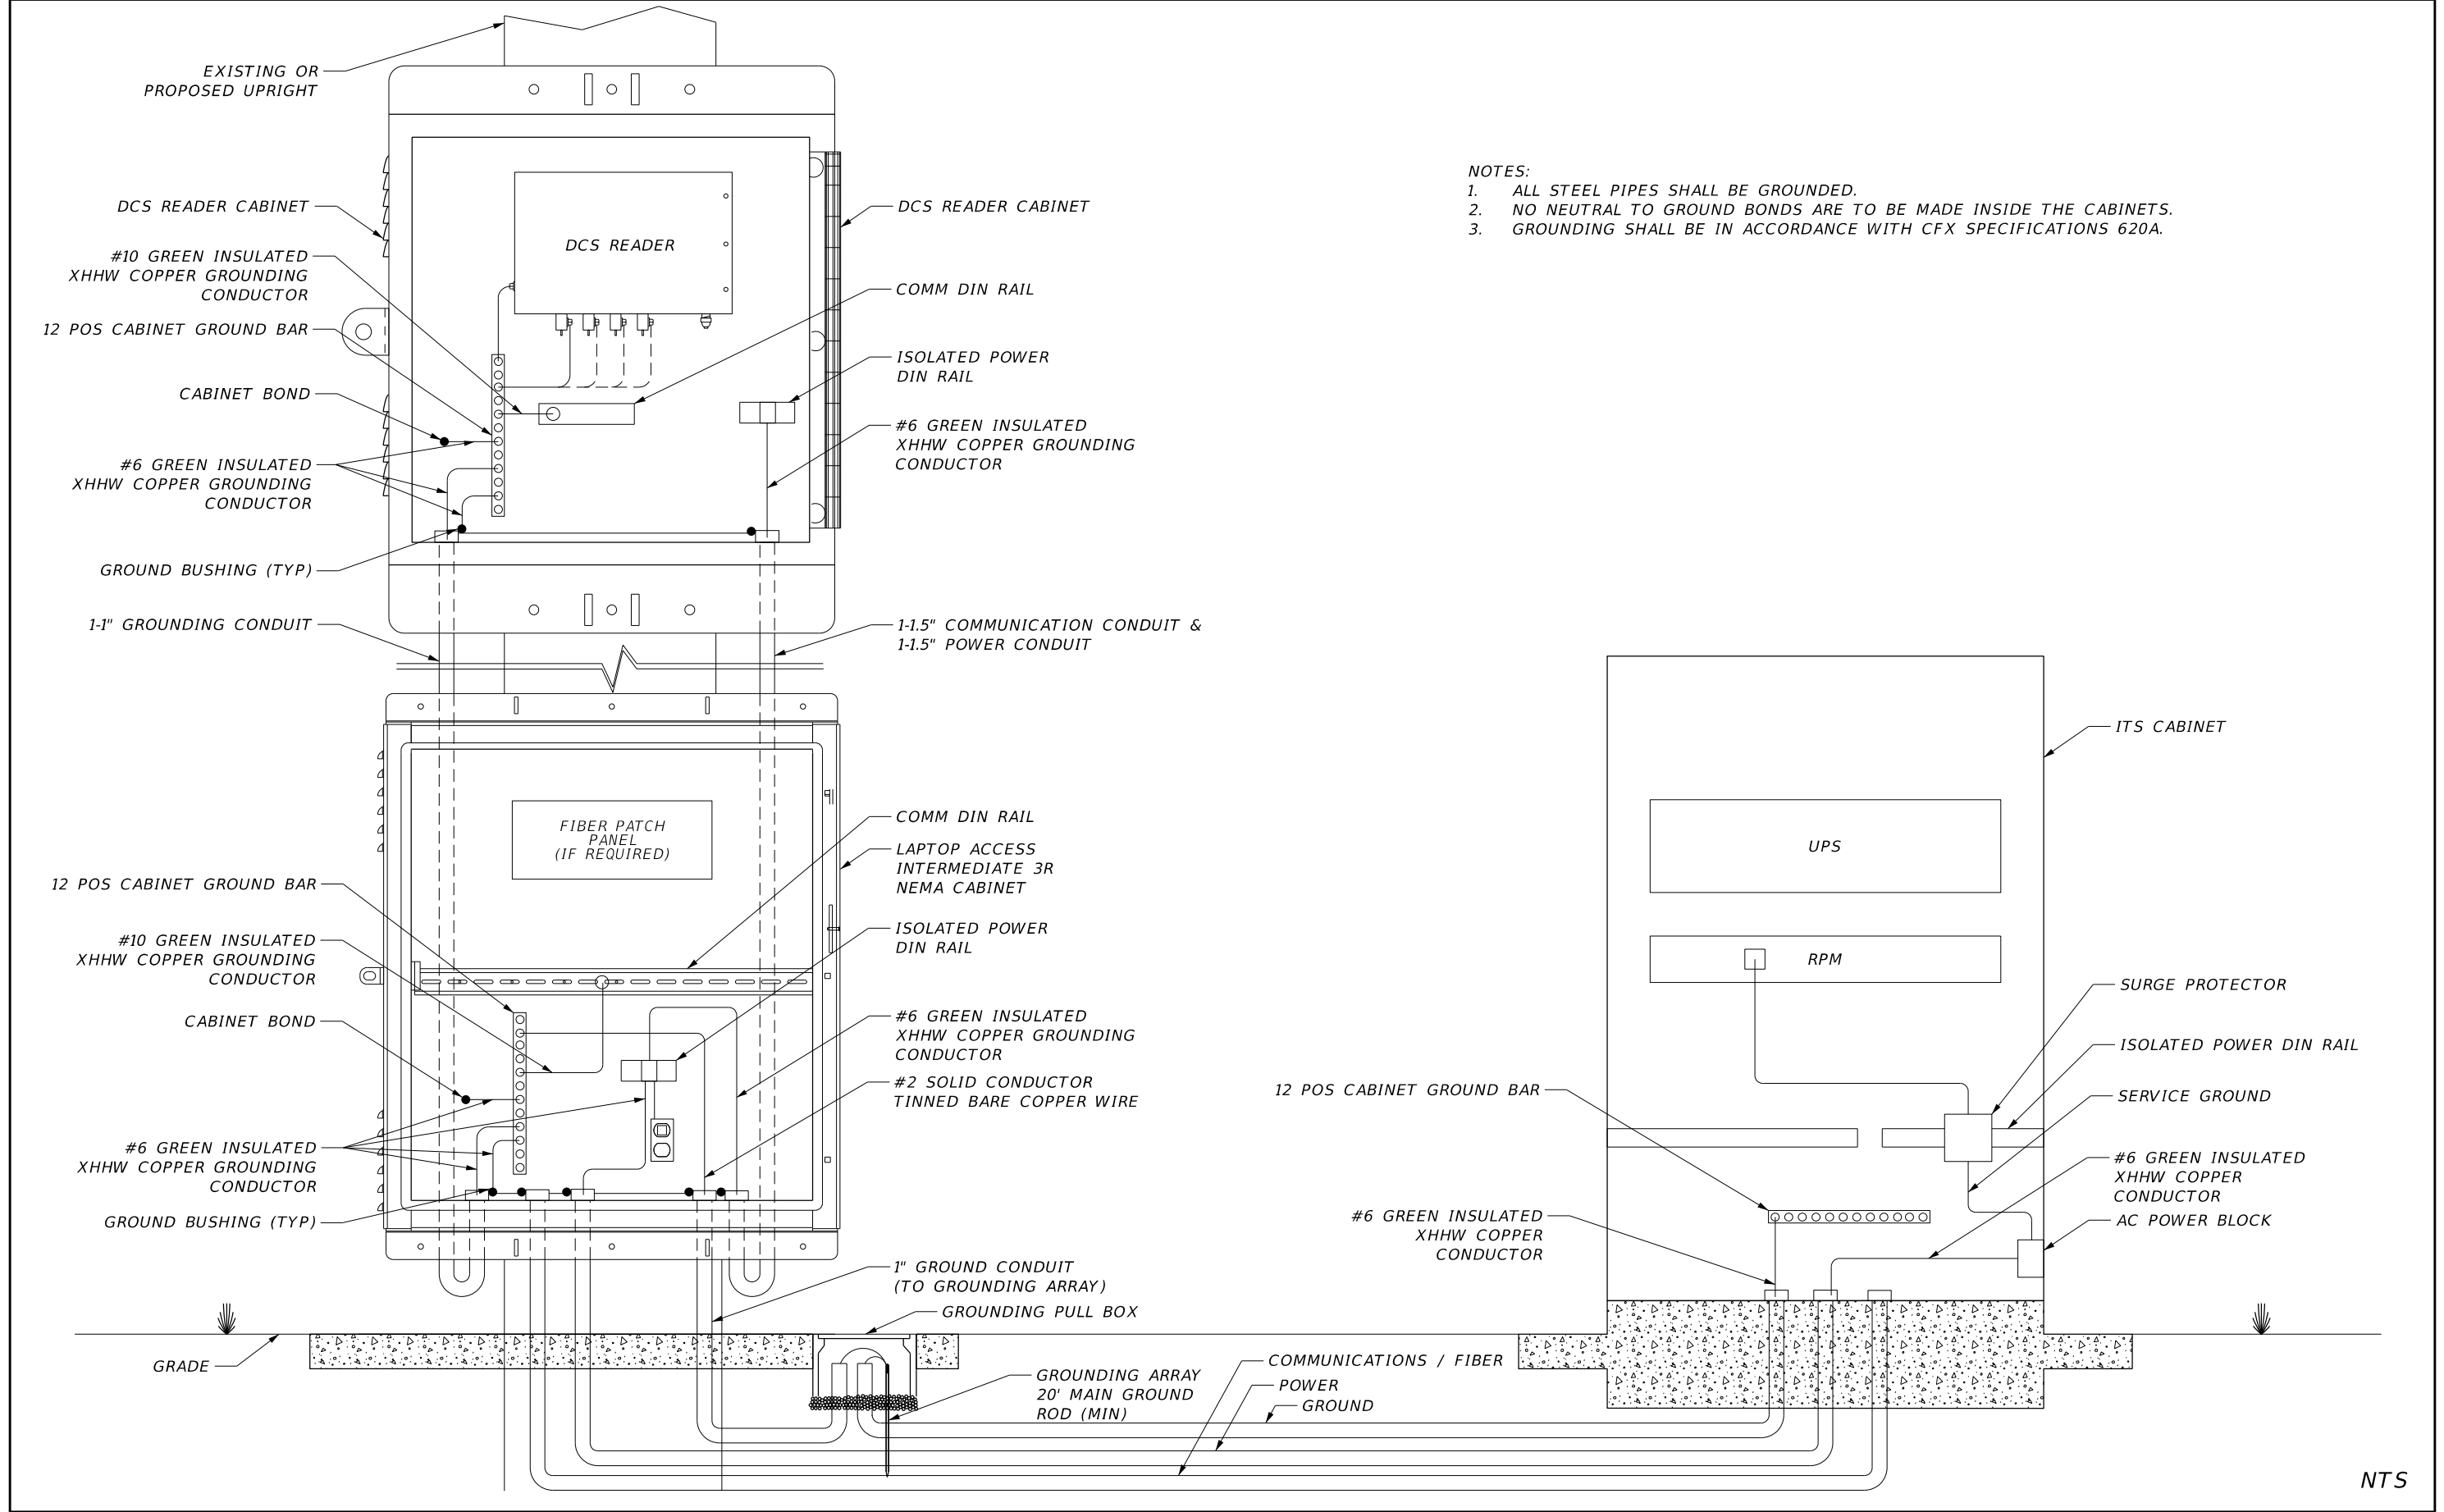 EXISTING OR
PROPOSED UPRIGHT
DCS READER CABINET
#10 GREEN INSULATED
XHHW COPPER GROUNDING
CONDUCTOR
12 POS CABINET GROUND BAR
CABINET BOND
#6 GREEN INSULATED
XHHW COPPER GROUNDING
CONDUCTOR
GROUND BUSHING (TYP)
1-1" GROUNDING CONDUIT
DCS READER
DCS READER CABINET
COMM DIN RAIL
ISOLATED POWER
DIN RAIL
#6 GREEN INSULATED
XHHW COPPER GROUNDING
CONDUCTOR
1-1.5" COMMUNICATION CONDUIT &
1-1.5" POWER CONDUIT
NOTES:
1. ALL STEEL PIPES SHALL BE GROUNDED.
2. NO NEUTRAL TO GROUND BONDS ARE TO BE MADE INSIDE THE CABINETS.
3. GROUNDING SHALL BE IN ACCORDANCE WITH CFX SPECIFICATIONS 620A.
FIBER PATCH
PANEL
(IF REQUIRED)
12 POS CABINET GROUND BAR
#10 GREEN INSULATED
XHHW COPPER GROUNDING
CONDUCTOR
CABINET BOND
#6 GREEN INSULATED
XHHW COPPER GROUNDING
CONDUCTOR
GROUND BUSHING (TYP)
GRADE
COMM DIN RAIL
LAPTOP ACCESS
INTERMEDIATE 3R
NEMA CABINET
ISOLATED POWER
DIN RAIL
#6 GREEN INSULATED
XHHW COPPER GROUNDING
CONDUCTOR
#2 SOLID CONDUCTOR
TINNED BARE COPPER WIRE
1" GROUND CONDUIT
(TO GROUNDING ARRAY)
GROUNDING PULL BOX
GROUNDING ARRAY
20' MAIN GROUND
ROD (MIN)
COMMUNICATIONS / FIBER
POWER
GROUND
12 POS CABINET GROUND BAR
#6 GREEN INSULATED
XHHW COPPER
CONDUCTOR
UPS
RPM
ITS CABINET
SURGE PROTECTOR
ISOLATED POWER DIN RAIL
SERVICE GROUND
#6 GREEN INSULATED
XHHW COPPER
CONDUCTOR
AC POWER BLOCK
NTS